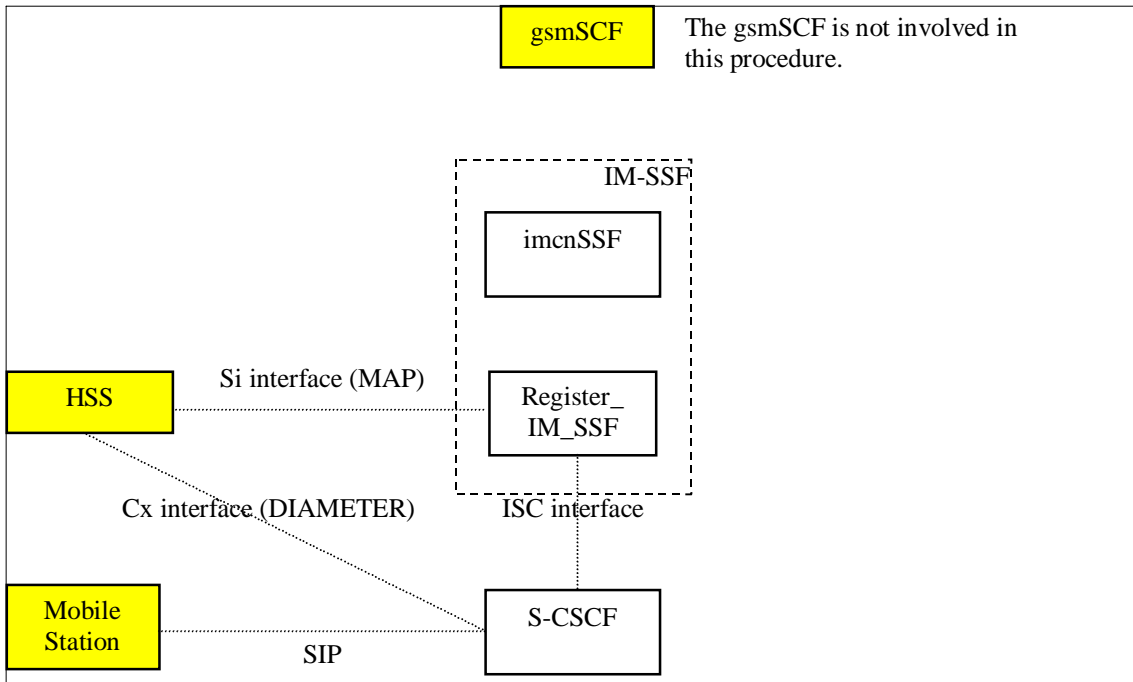 gsmSCF
The gsmSCF is not involved in
this procedure.
IM-SSF
imcnSSF
Si interface (MAP)
HSS
Register_
IM_SSF
Cx interface (DIAMETER)
ISC interface
Mobile
Station
S-CSCF
SIP